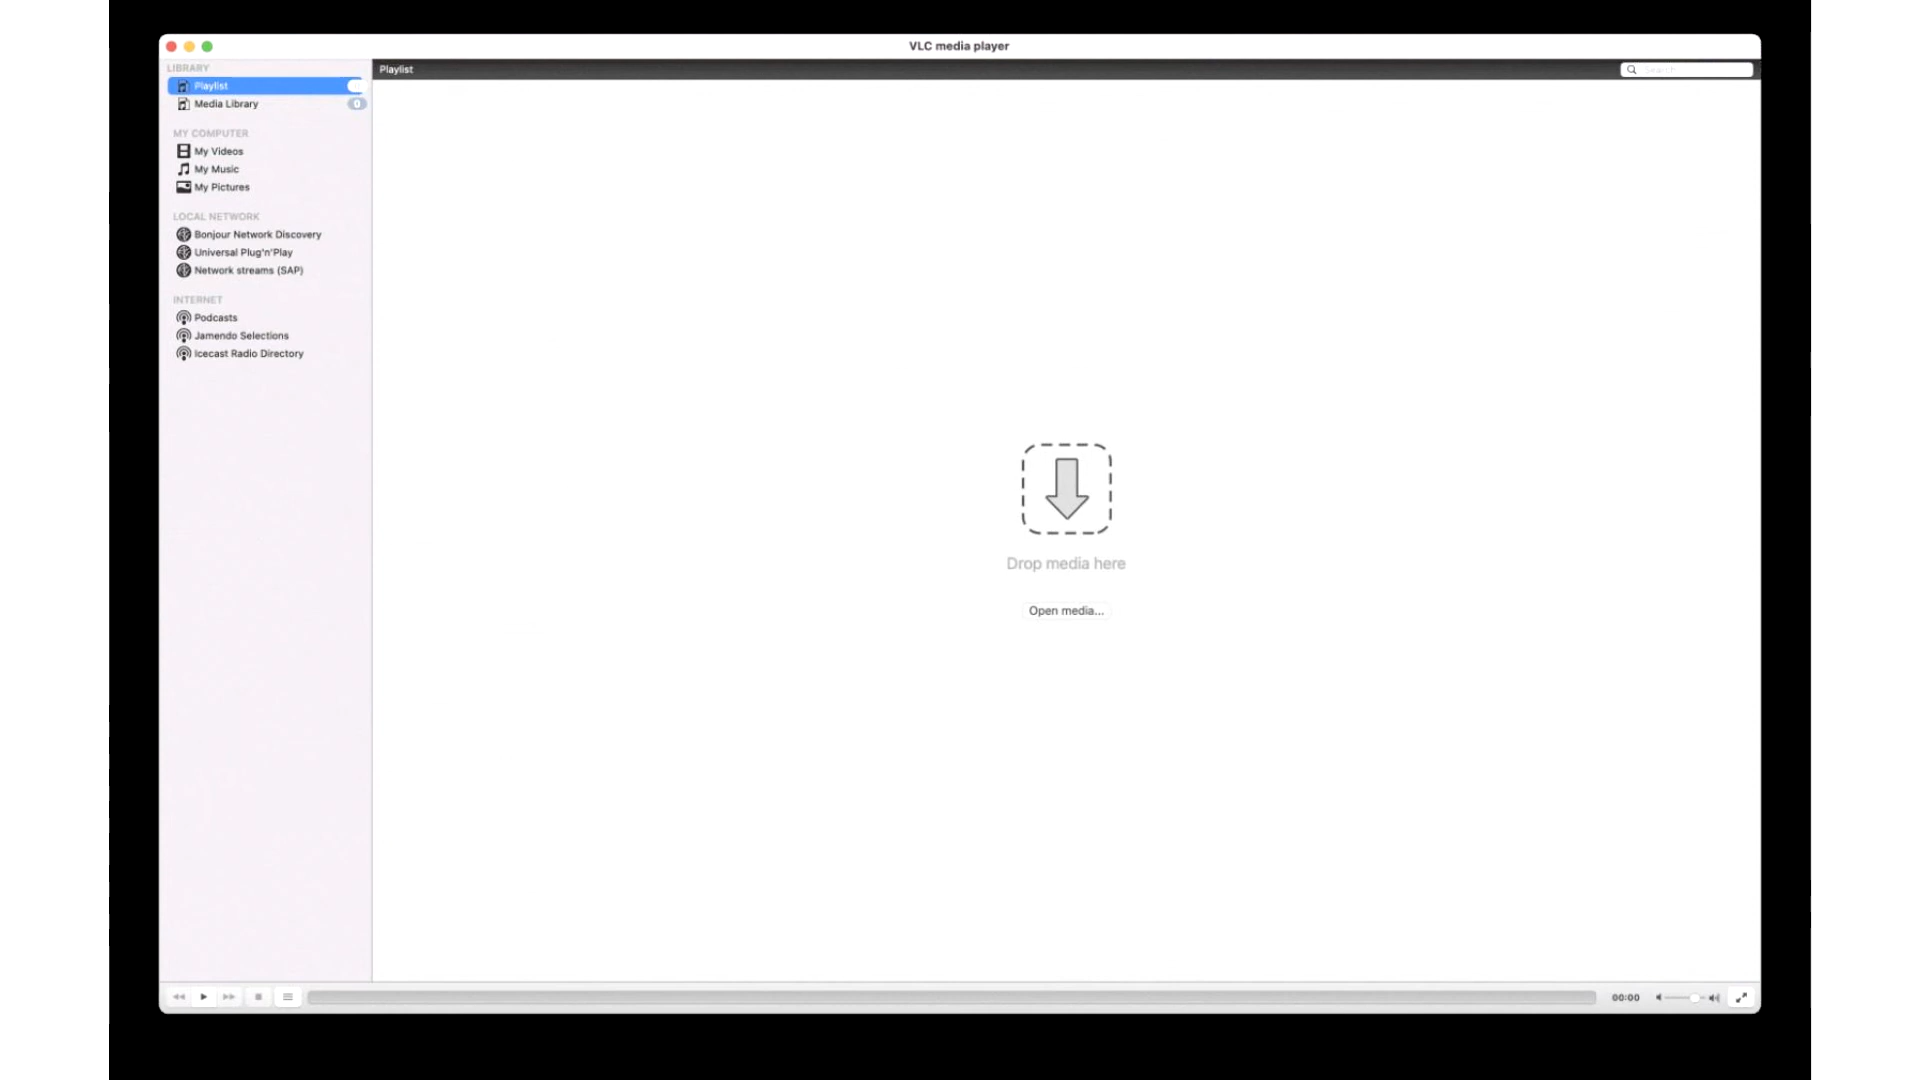 VLC media player
LIBRARY
Playlist
Media Library
0
MY COMPUTER
My Videos
My Music
My Pictures
LOCAL NETWORK
Bonjour Network Discovery
Universal Plug'n'Play
Network streams (SAP)
INTERNET
Podcasts
Jamendo Selections
Icecast Radio Directory
Playlist
Drop media here
Open media...
00:00